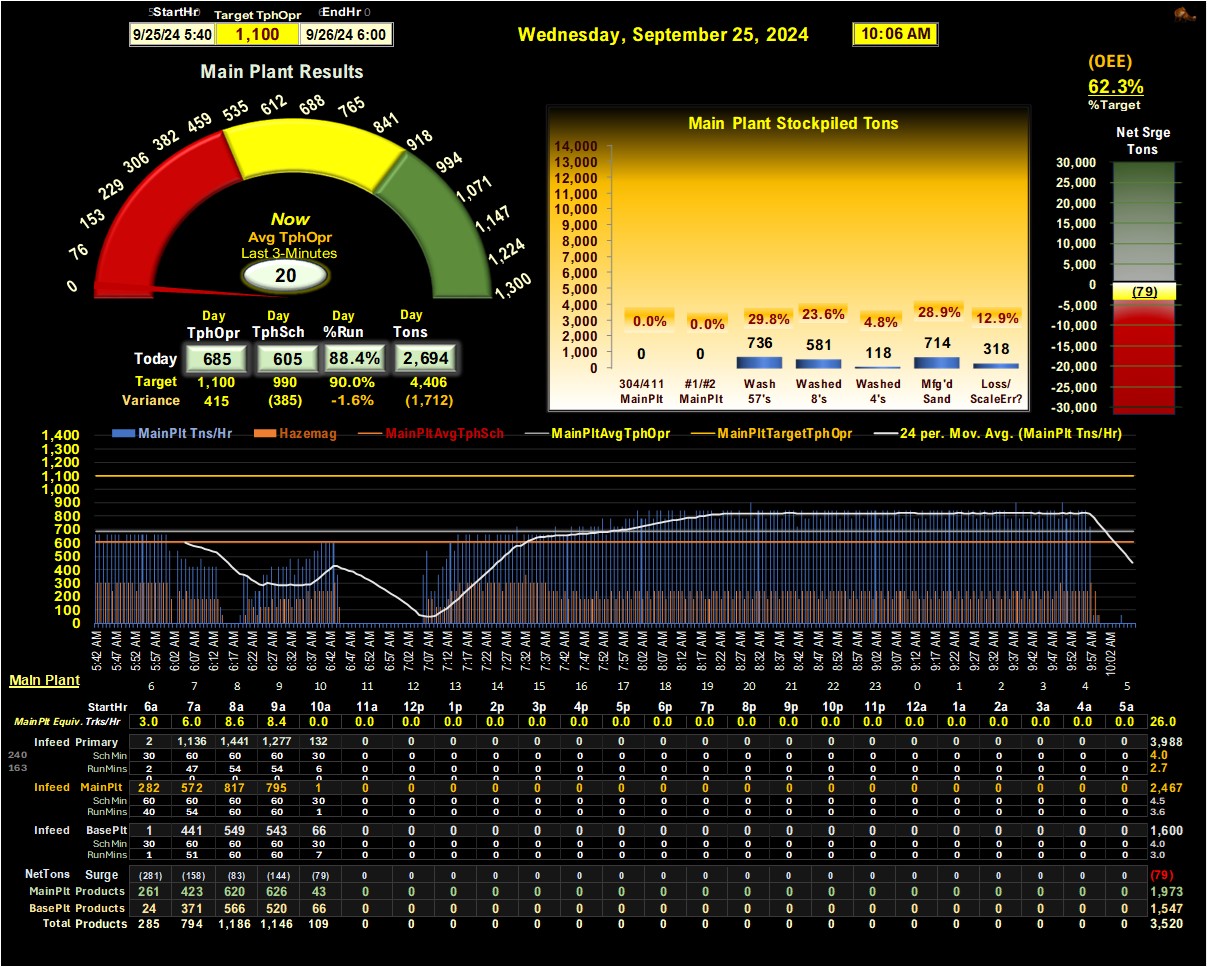 StartHr Target TphOpr EndHr
9/25/24 5:40 1,100 9/26/24 6:00
Wednesday, September 25, 2024
10:06 AM
(OEE)
62.3%
%Target
Main Plant Results
0 76 153 229 306 382 459 535 612 688 765 841 918 994 1,071 1,147 1,224 1,300
Now
Avg TphOpr
Last 3-Minutes
20
Day Day Day Day
TphOpr TphSch %Run Tons
Today 685 605 88.4% 2,694
Target 1,100 990 90.0% 4,406
Variance 415 (385) -1.6% (1,712)
Main Plant Stockpiled Tons
14,000
13,000
12,000
11,000
10,000
9,000
8,000
7,000
6,000
5,000
4,000
3,000
2,000
1,000
0
0.0% 0.0% 29.8% 23.6% 4.8% 28.9% 12.9%
0 0 736 581 118 714 318
304/411 #1/#2 Wash Washed Washed Mfg'd Loss/
MainPlt MainPlt 57's 8's 4's Sand ScaleErr?
Net Srge
Tons
30,000
25,000
20,000
15,000
10,000
5,000
0
-5,000
-10,000
-15,000
-20,000
-25,000
-30,000
(79)
MainPlt Tns/Hr Hazemag MainPltAvgTphSch MainPltAvgTphOpr MainPltTargetTphOpr 24 per. Mov. Avg. (MainPlt Tns/Hr)
1,400
1,300
1,200
1,100
1,000
900
800
700
600
500
400
300
200
100
0
5:42 AM 5:47 AM 5:52 AM 5:57 AM 6:02 AM 6:07 AM 6:12 AM 6:17 AM 6:22 AM 6:27 AM 6:32 AM 6:37 AM 6:42 AM 6:47 AM 6:52 AM 6:57 AM 7:02 AM 7:07 AM 7:12 AM 7:17 AM 7:22 AM 7:27 AM 7:32 AM 7:37 AM 7:42 AM 7:47 AM 7:52 AM 7:57 AM 8:02 AM 8:07 AM 8:12 AM 8:17 AM 8:22 AM 8:27 AM 8:32 AM 8:37 AM 8:42 AM 8:47 AM 8:52 AM 8:57 AM 9:02 AM 9:07 AM 9:12 AM 9:17 AM 9:22 AM 9:27 AM 9:32 AM 9:37 AM 9:42 AM 9:47 AM 9:52 AM 9:57 AM 10:02 AM
Main Plant
6 7 8 9 10 11 12 13 14 15 16 17 18 19 20 21 22 23 0 1 2 3 4 5
StartHr 6a 7a 8a 9a 10a 11a 12p 1p 2p 3p 4p 5p 6p 7p 8p 9p 10p 11p 12a 1a 2a 3a 4a 5a
MainPlt Equiv. Trks/Hr 3.0 6.0 8.6 8.4 0.0 0.0 0.0 0.0 0.0 0.0 0.0 0.0 0.0 0.0 0.0 0.0 0.0 0.0 0.0 0.0 0.0 0.0 0.0 0.0 26.0
Infeed Primary 2 1,136 1,441 1,277 132 0 0 0 0 0 0 0 0 0 0 0 0 0 0 0 0 0 0 0 3,988
240 SchMin 30 60 60 60 30 0 0 0 0 0 0 0 0 0 0 0 0 0 0 0 0 0 0 0 4.0
163 RunMins 2 47 54 54 6 0 0 0 0 0 0 0 0 0 0 0 0 0 0 0 0 0 0 0 2.7
0 0 0 0 0 0 0 0 0 0 0 0 0 0 0 0 0 0 0 0 0 0 0 0
Infeed MainPlt 282 572 817 795 1 0 0 0 0 0 0 0 0 0 0 0 0 0 0 0 0 0 0 0 2,467
SchMin 60 60 60 60 30 0 0 0 0 0 0 0 0 0 0 0 0 0 0 0 0 0 0 0 4.5
RunMins 40 54 60 60 1 0 0 0 0 0 0 0 0 0 0 0 0 0 0 0 0 0 0 0 3.6
Infeed BasePlt 1 441 549 543 66 0 0 0 0 0 0 0 0 0 0 0 0 0 0 0 0 0 0 0 1,600
SchMin 30 60 60 60 30 0 0 0 0 0 0 0 0 0 0 0 0 0 0 0 0 0 0 0 4.0
RunMins 1 51 60 60 7 0 0 0 0 0 0 0 0 0 0 0 0 0 0 0 0 0 0 0 3.0
NetTons Surge (281) (158) (83) (144) (79) 0 0 0 0 0 0 0 0 0 0 0 0 0 0 0 0 0 0 0 (79)
MainPlt Products 261 423 620 626 43 0 0 0 0 0 0 0 0 0 0 0 0 0 0 0 0 0 0 0 1,973
BasePlt Products 24 371 566 520 66 0 0 0 0 0 0 0 0 0 0 0 0 0 0 0 0 0 0 0 1,547
Total Products 285 794 1,186 1,146 109 0 0 0 0 0 0 0 0 0 0 0 0 0 0 0 0 0 0 0 3,520